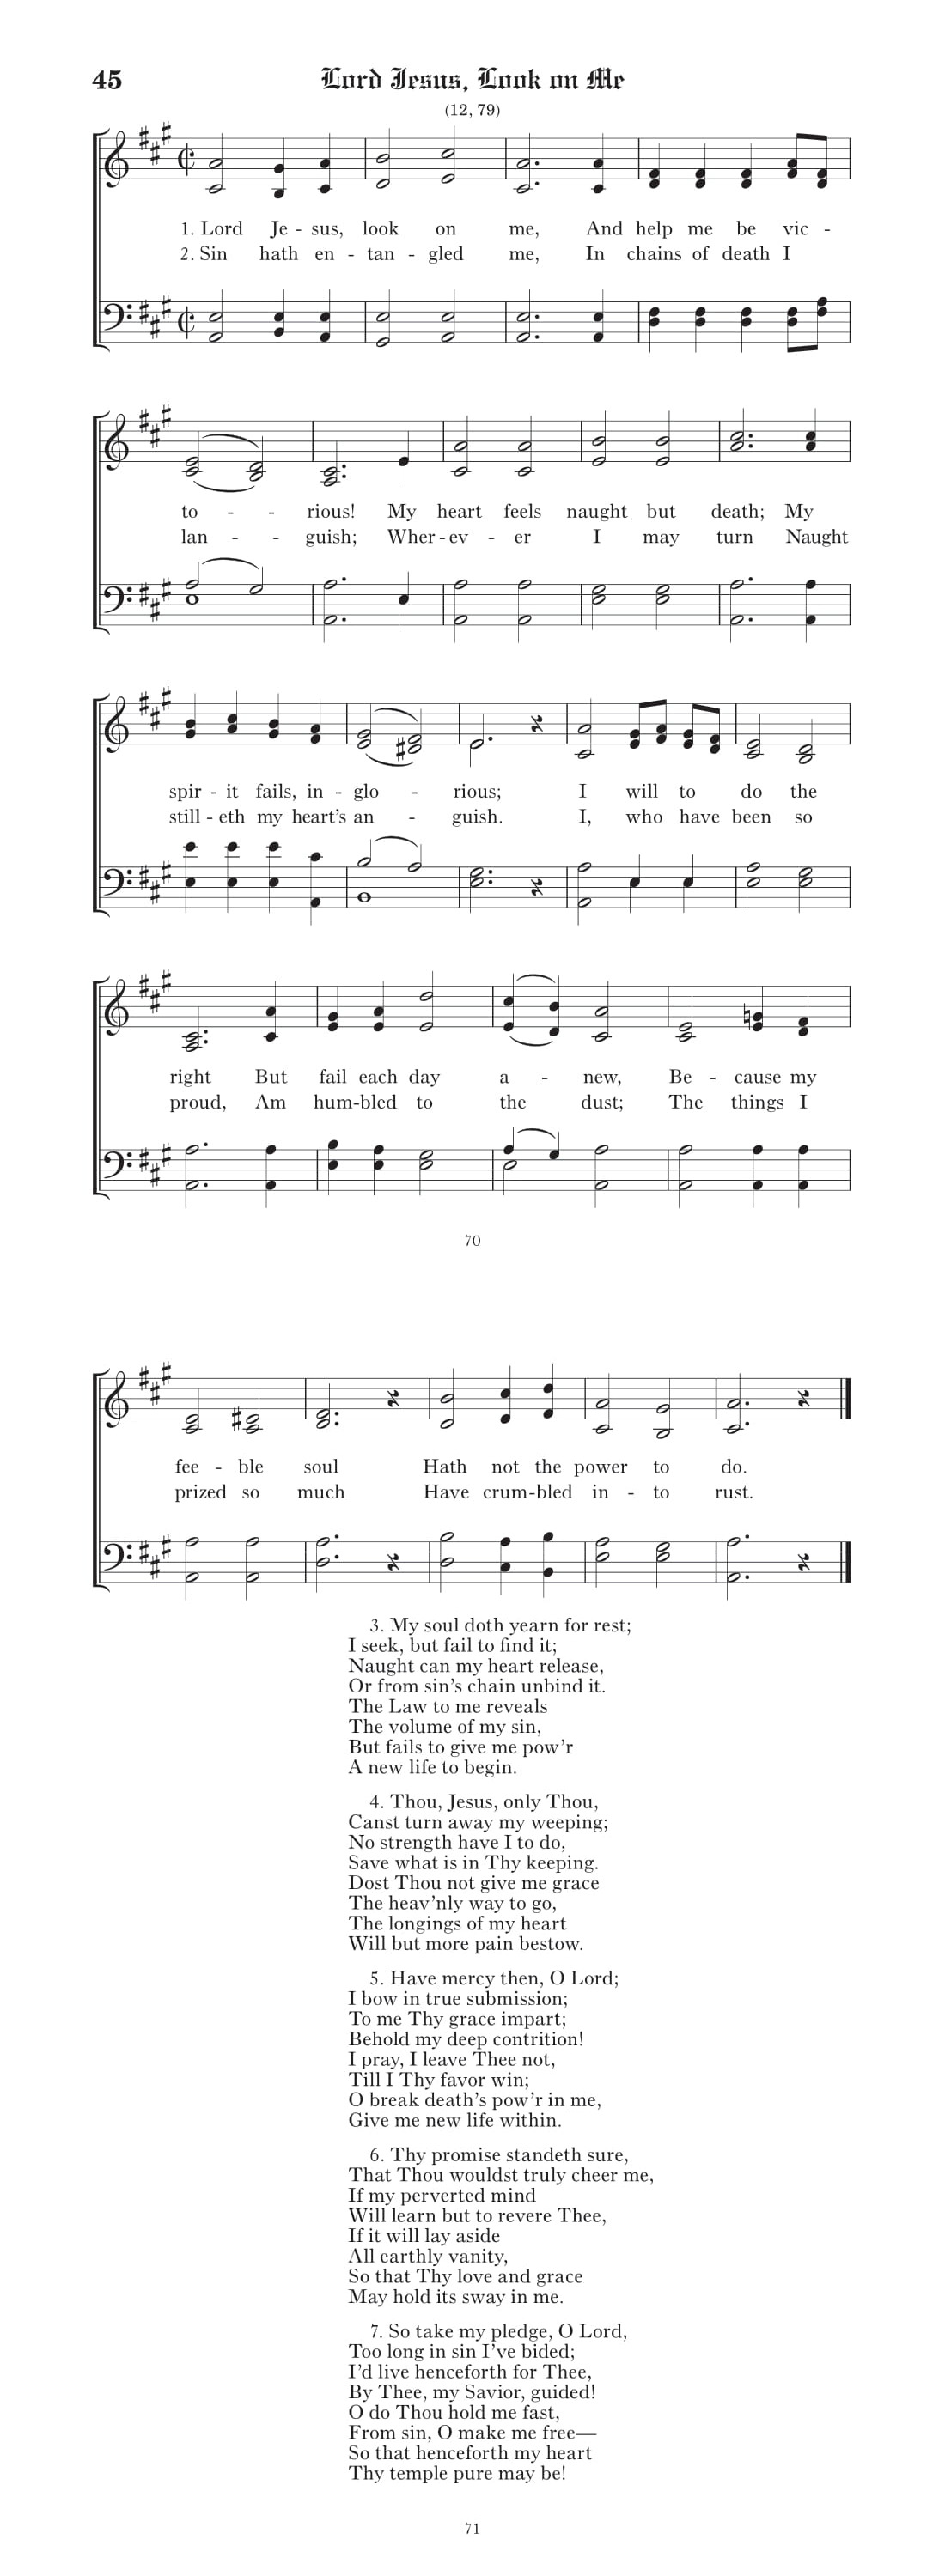 45 Lord Jesus, Look on Me
(12, 79)
1. Lord Je - sus, look on me, And help me be vic -
2. Sin hath en - tan - gled me, In chains of death I
to - - rious! My heart feels naught but death; My
lan - - guish; Wher - ev - er I may turn Naught
spir - it fails, in - glo - rious; I will to do the
still - eth my heart’s an - guish. I, who have been so
right But fail each day a - new, Be - cause my
proud, Am hum-bled to the dust; The things I
70
fee - ble soul Hath not the power to do.
prized so much Have crum-bled in - to rust.
3. My soul doth yearn for rest;
I seek, but fail to find it;
Naught can my heart release,
Or from sin’s chain unbind it.
The Law to me reveals
The volume of my sin,
But fails to give me pow’r
A new life to begin.
4. Thou, Jesus, only Thou,
Canst turn away my weeping;
No strength have I to do,
Save what is in Thy keeping.
Dost Thou not give me grace
The heav’nly way to go,
The longings of my heart
Will but more pain bestow.
5. Have mercy then, O Lord;
I bow in true submission;
To me Thy grace impart;
Behold my deep contrition!
I pray, I leave Thee not,
Till I Thy favor win;
O break death’s pow’r in me,
Give me new life within.
6. Thy promise standeth sure,
That Thou wouldst truly cheer me,
If my perverted mind
Will learn but to revere Thee,
If it will lay aside
All earthly vanity,
So that Thy love and grace
May hold its sway in me.
7. So take my pledge, O Lord,
Too long in sin I’ve bided;
I’d live henceforth for Thee,
By Thee, my Savior, guided!
O do Thou hold me fast,
From sin, O make me free—
So that henceforth my heart
Thy temple pure may be!
71